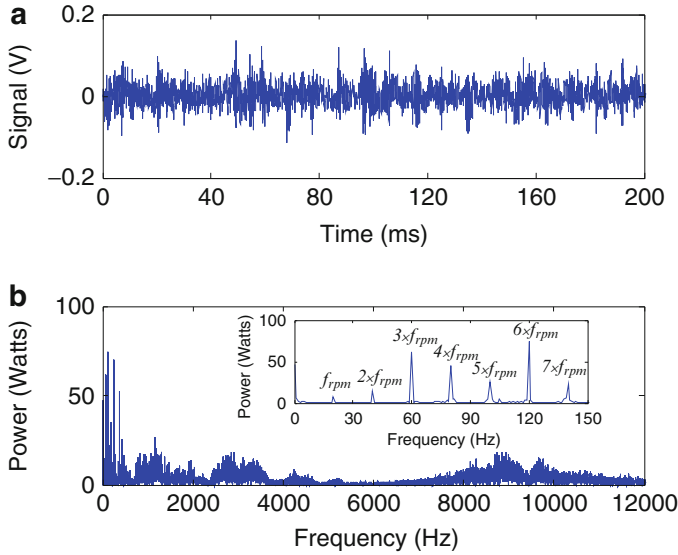 a
Signal (V)
0.2
0
−0.2
0 40 80 120 160 200
Time (ms)
b
Power (Watts)
100
50
0
0 2000 4000 6000 8000 10000 12000
Frequency (Hz)
Power (Watts)
100
50
0
f_rpm
2×f_rpm
3×f_rpm
4×f_rpm
5×f_rpm
6×f_rpm
7×f_rpm
0 30 60 90 120 150
Frequency (Hz)